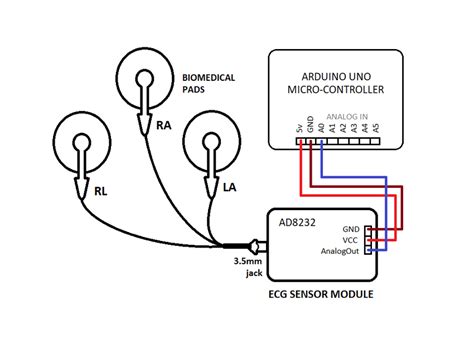 BIOMEDICAL
PADS
RA
RL
LA
3.5mm
jack
ARDUINO UNO
MICRO-CONTROLLER
ANALOG IN
5v
GND
A0
A1
A2
A3
A4
A5
AD8232
GND
VCC
AnalogOut
ECG SENSOR MODULE